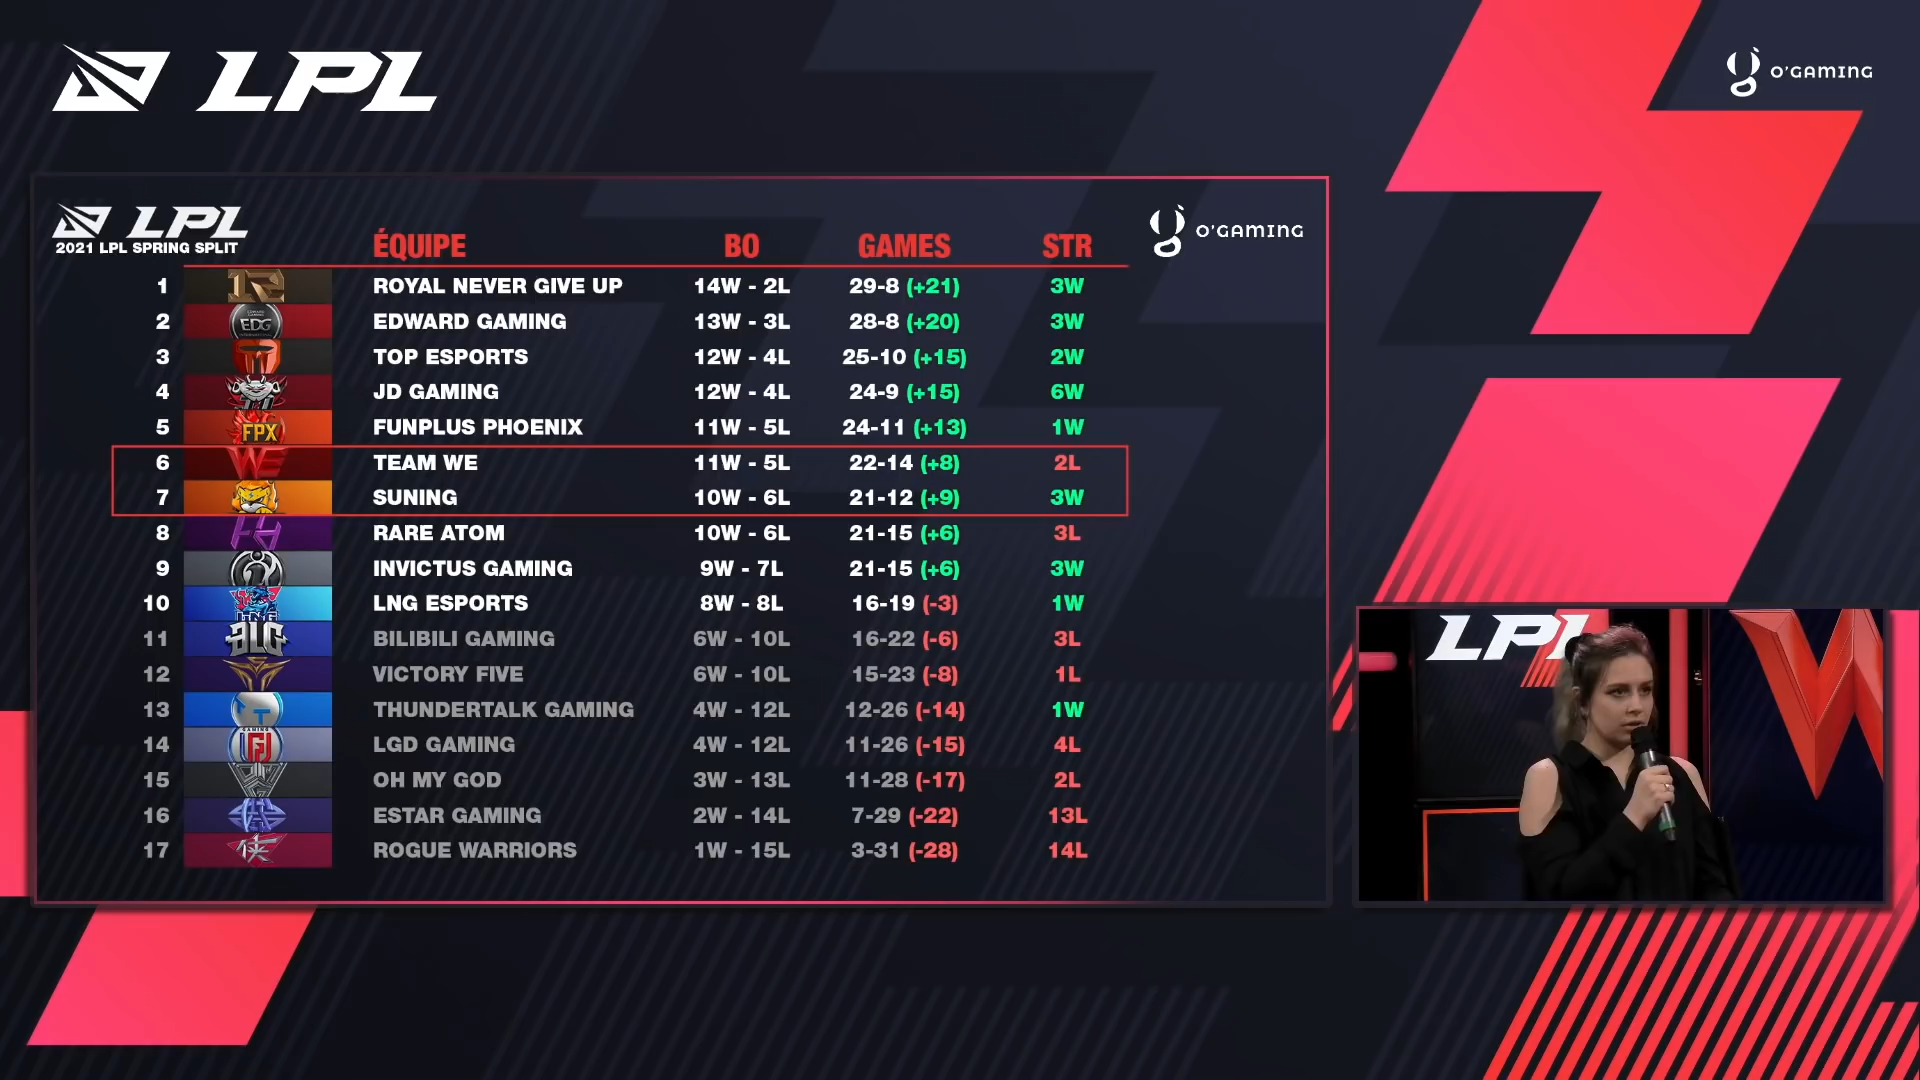 LPL
O'GAMING
LPL
2021 LPL SPRING SPLIT
O'GAMING
ÉQUIPE BO GAMES STR
1 ROYAL NEVER GIVE UP 14W - 2L 29-8 (+21) 3W
2 EDG EDWARD GAMING 13W - 3L 28-8 (+20) 3W
3 TOP ESPORTS 12W - 4L 25-10 (+15) 2W
4 JD GAMING 12W - 4L 24-9 (+15) 6W
5 FPX FUNPLUS PHOENIX 11W - 5L 24-11 (+13) 1W
6 WE TEAM WE 11W - 5L 22-14 (+8) 2L
7 SUNING 10W - 6L 21-12 (+9) 3W
8 RARE ATOM 10W - 6L 21-15 (+6) 3L
9 INVICTUS GAMING 9W - 7L 21-15 (+6) 3W
10 LNG LNG ESPORTS 8W - 8L 16-19 (-3) 1W
11 BLG BILIBILI GAMING 6W - 10L 16-22 (-6) 3L
12 VICTORY FIVE 6W - 10L 15-23 (-8) 1L
13 THUNDERTALK GAMING 4W - 12L 12-26 (-14) 1W
14 LGD GAMING 4W - 12L 11-26 (-15) 4L
15 OH MY GOD 3W - 13L 11-28 (-17) 2L
16 ESTAR GAMING 2W - 14L 7-29 (-22) 13L
17 侠 ROGUE WARRIORS 1W - 15L 3-31 (-28) 14L
LPL